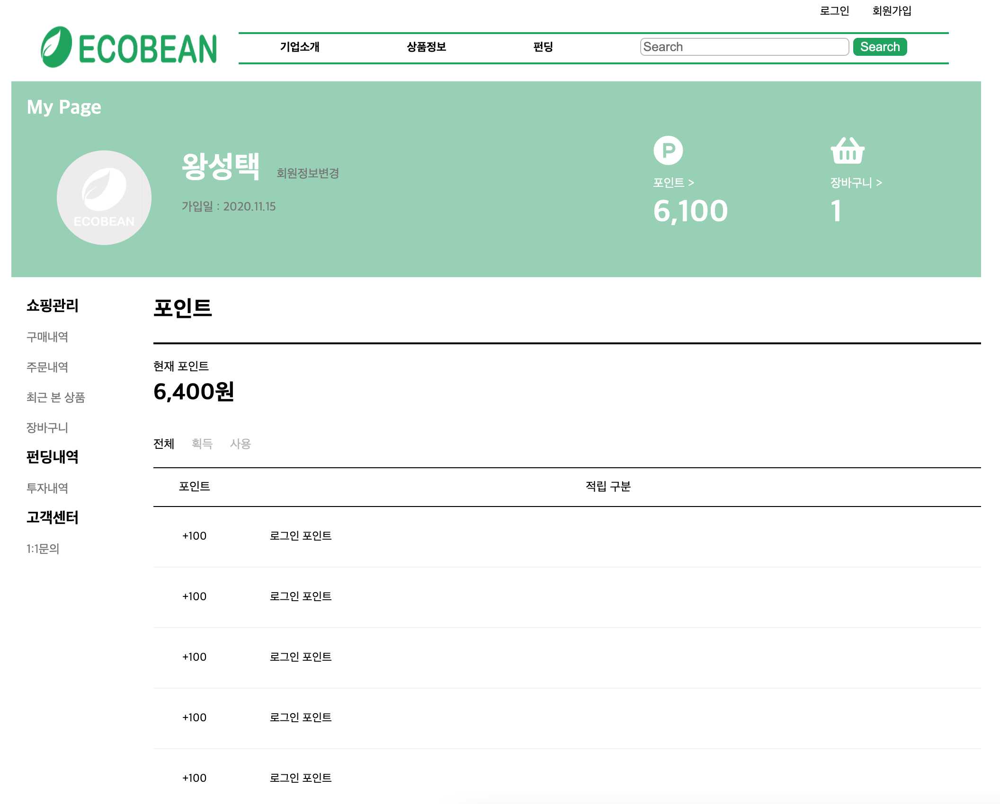 로그인 회원가입
ECOBEAN
기업소개 상품정보 펀딩 Search Search
My Page
왕성택 회원정보변경
가입일 : 2020.11.15
ECOBEAN
P
포인트 > 장바구니 >
6,100 1
쇼핑관리
구매내역
주문내역
최근 본 상품
장바구니
펀딩내역
투자내역
고객센터
1:1문의
포인트
현재 포인트
6,400원
전체 획득 사용
포인트 적립 구분
+100 로그인 포인트
+100 로그인 포인트
+100 로그인 포인트
+100 로그인 포인트
+100 로그인 포인트